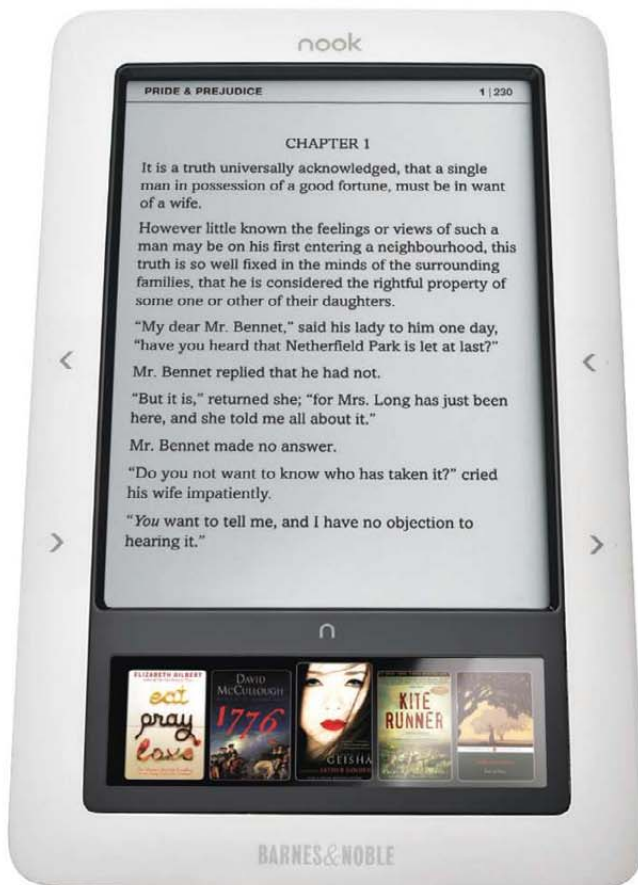 nook
PRIDE & PREJUDICE 1 | 230
CHAPTER 1
It is a truth universally acknowledged, that a single
man in possession of a good fortune, must be in want
of a wife.
However little known the feelings or views of such a
man may be on his first entering a neighbourhood, this
truth is so well fixed in the minds of the surrounding
families, that he is considered the rightful property of
some one or other of their daughters.
“My dear Mr. Bennet,” said his lady to him one day,
“have you heard that Netherfield Park is let at last?”
Mr. Bennet replied that he had not.
“But it is,” returned she; “for Mrs. Long has just been
here, and she told me all about it.”
Mr. Bennet made no answer.
“Do you not want to know who has taken it?” cried
his wife impatiently.
“You want to tell me, and I have no objection to
hearing it.”
n
ELIZABETH GILBERT
eat
pray
love
DAVID
McCULLOUGH
1776
GEISHA
KITE
RUNNER
BARNES&NOBLE